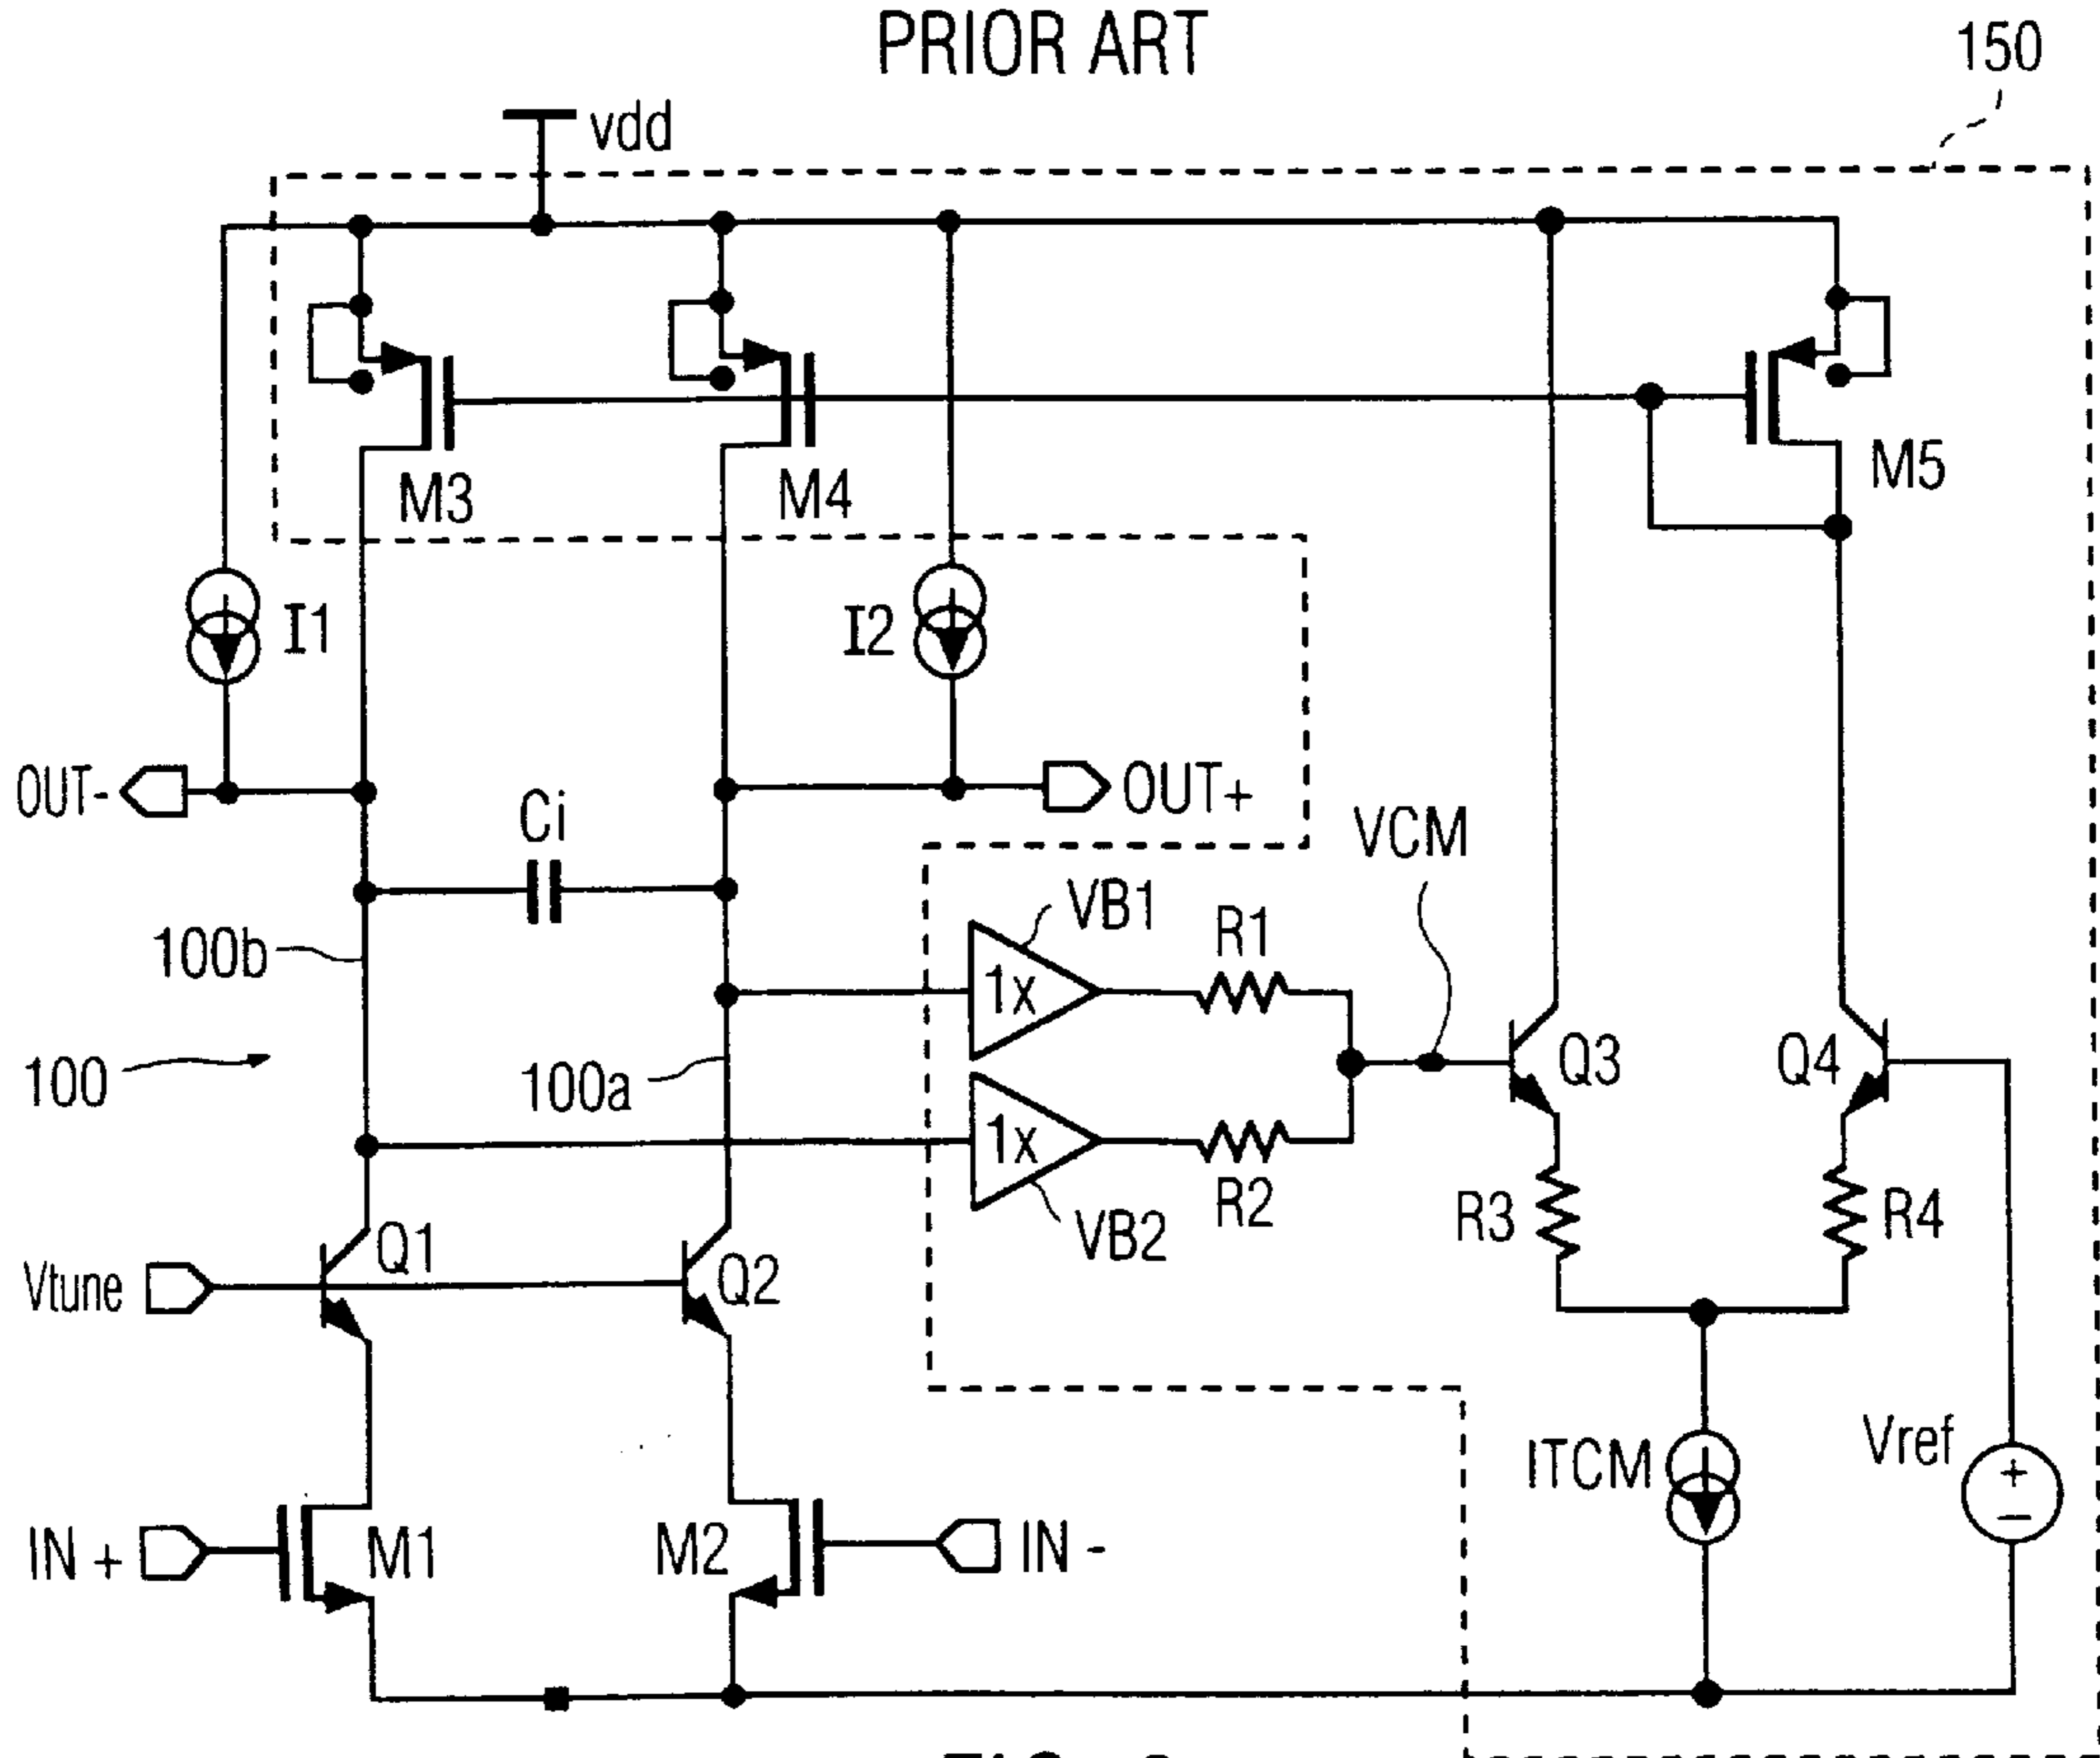 PRIOR ART
150
vdd
M3
M4
M5
I1
I2
OUT-
OUT+
Ci
VCM
VB1
R1
100b
1x
Q3
Q4
100
100a
1x
R2
R3
R4
VB2
Q1
Q2
Vtune
ITCM
Vref
+
−
IN +
M1
M2
IN -